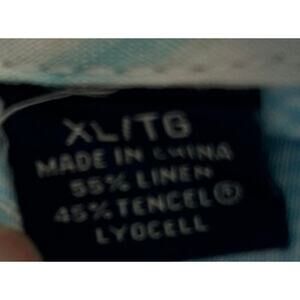 XL/TG
MADE IN CHINA
55% LINEN
45% TENCEL®
LYOCELL